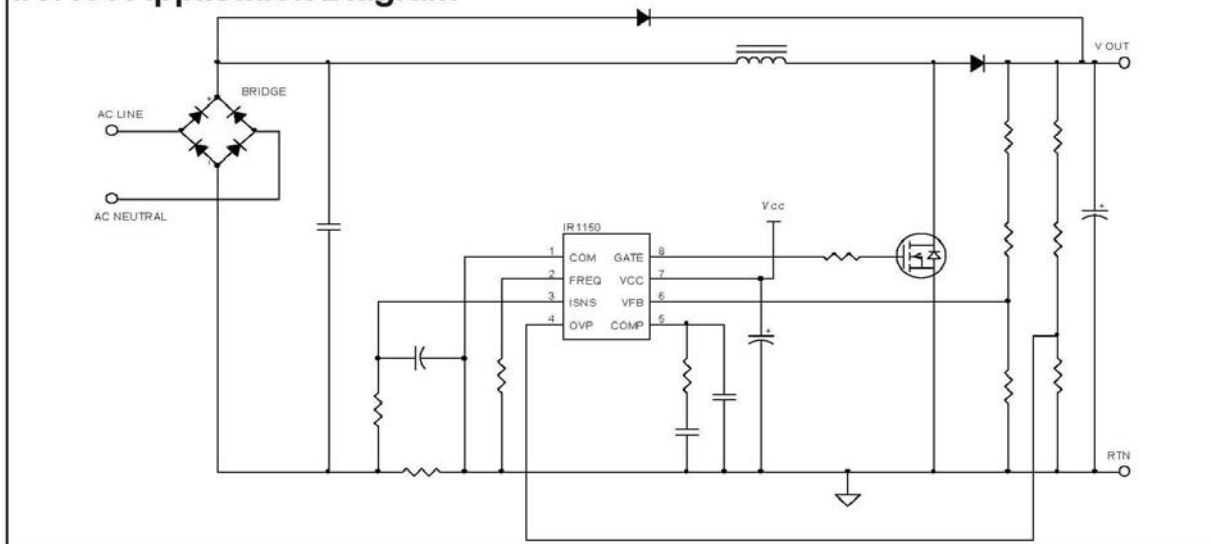 V OUT
BRIDGE
AC LINE
AC NEUTRAL
Vcc
IR1150
1 COM GATE 8
2 FREQ VCC 7
3 ISNS VFB 6
4 OVP COMP 5
RTN